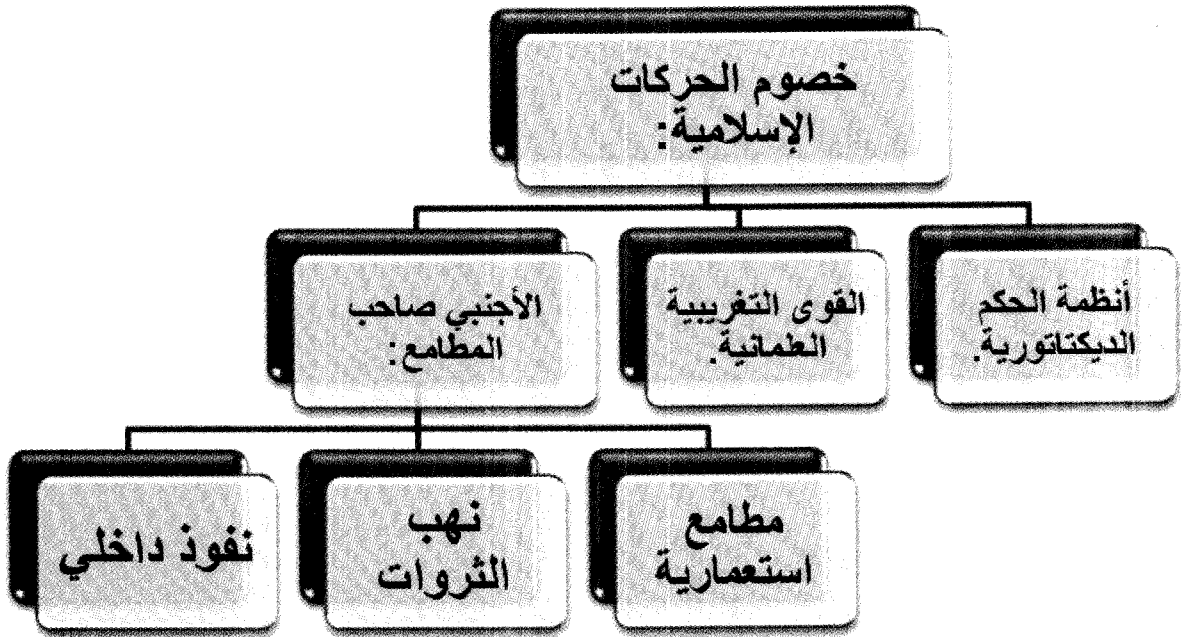 خصوم الحركات
الإسلامية:
أنظمة الحكم
الديكتاتورية.
القوى التغريبية
العلمانية.
الأجنبي صاحب
المطامع:
مطامع
استعمارية
نهب
الثروات
نفوذ داخلي